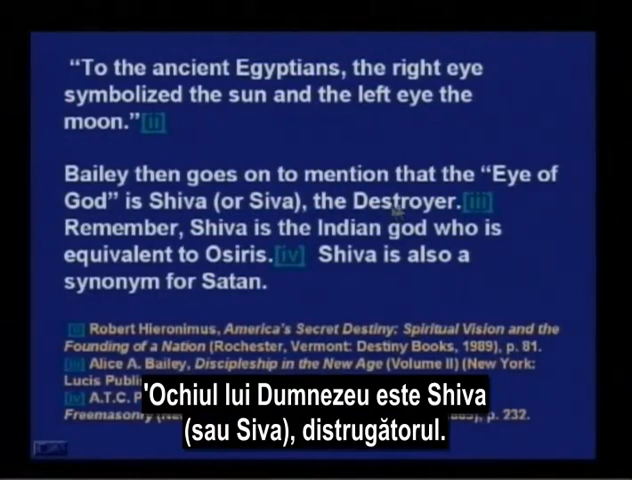 “To the ancient Egyptians, the right eye
symbolized the sun and the left eye the
moon.”[ii]
Bailey then goes on to mention that the “Eye of
God” is Shiva (or Siva), the Destroyer.[iii]
Remember, Shiva is the Indian god who is
equivalent to Osiris.[iv] Shiva is also a
synonym for Satan.
Robert Hieronimus, America's Secret Destiny: Spiritual Vision and the
Founding of a Nation (Rochester, Vermont: Destiny Books, 1989), p. 81.
[iii] Alice A. Bailey, Discipleship in the New Age (Volume II) (New York:
Lucis Publi
[iv] A.T.C. P
Freemasonry p. 232.
'Ochiul lui Dumnezeu este Shiva
(sau Siva), distrugătorul.